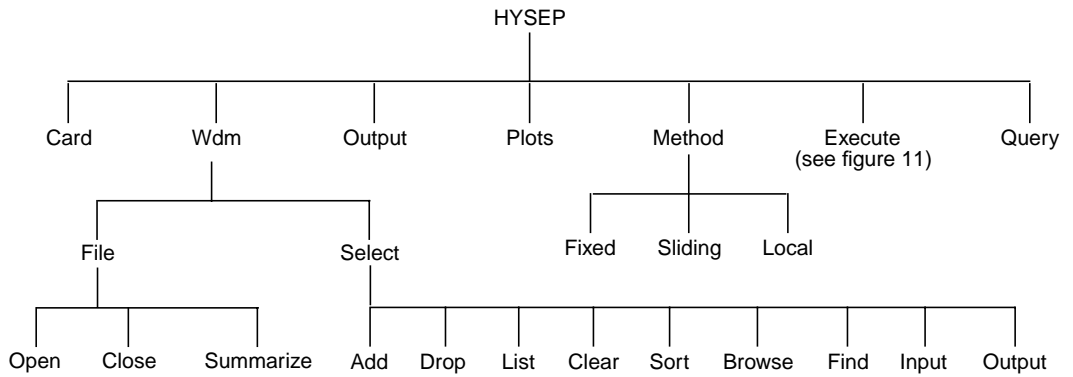 HYSEP
Card Wdm Output Plots Method Execute Query
(see figure 11)
File Select Fixed Sliding Local
Open Close Summarize Add Drop List Clear Sort Browse Find Input Output